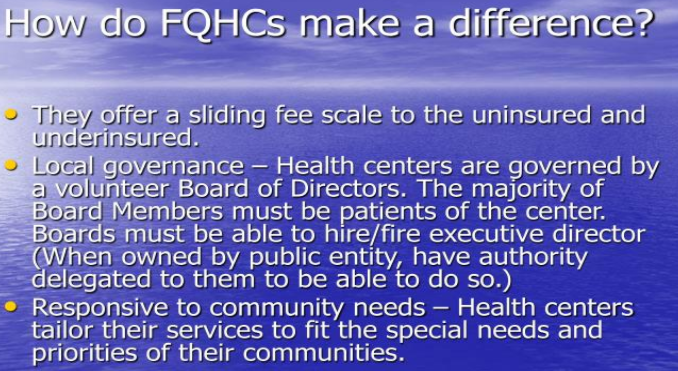 How do FQHCs make a difference?
• They offer a sliding fee scale to the uninsured and
underinsured.
• Local governance – Health centers are governed by
a volunteer Board of Directors. The majority of
Board Members must be patients of the center.
Boards must be able to hire/fire executive director
(When owned by public entity, have authority
delegated to them to be able to do so.)
• Responsive to community needs – Health centers
tailor their services to fit the special needs and
priorities of their communities.